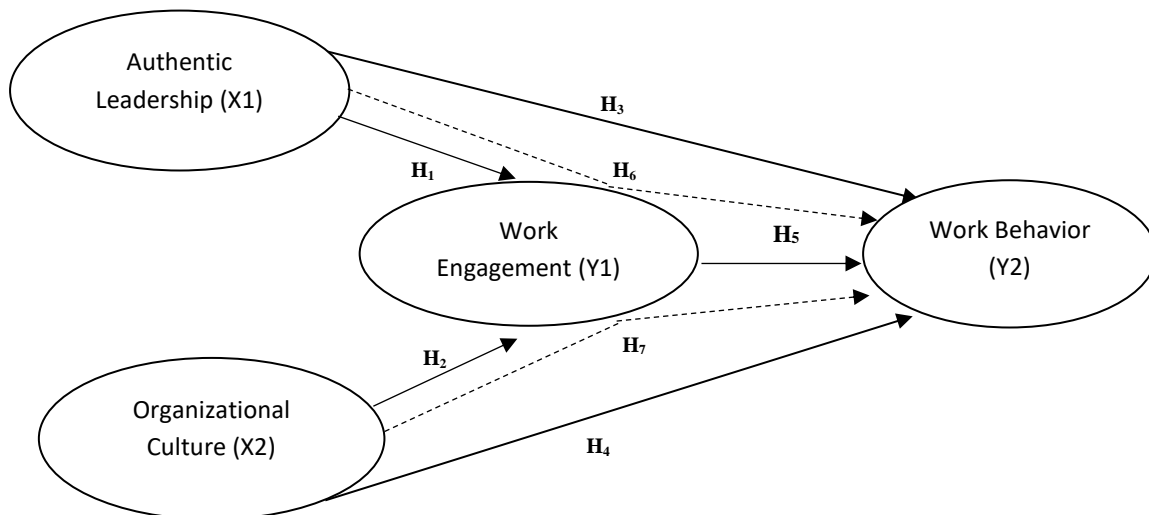 Authentic
Leadership (X1)
H₃
H₁
H₆
Work
Engagement (Y1)
H₅
Work Behavior
(Y2)
H₂
H₇
Organizational
Culture (X2)
H₄